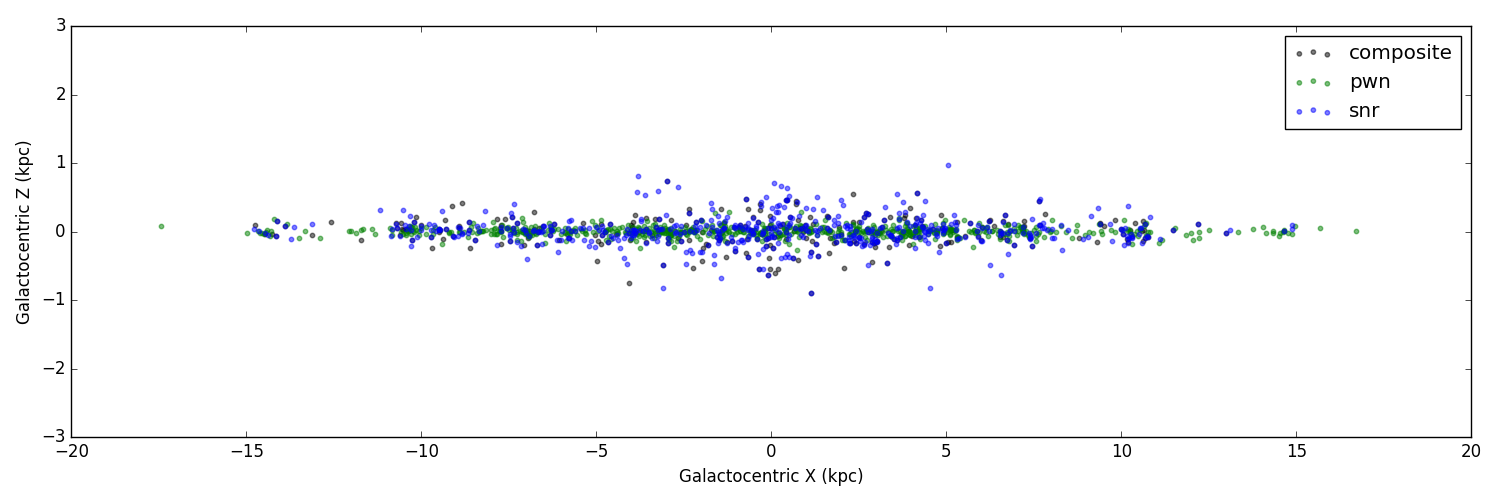 3
2
1
0
−1
−2
−3
Galactocentric Z (kpc)
composite
pwn
snr
−20 −15 −10 −5 0 5 10 15 20
Galactocentric X (kpc)